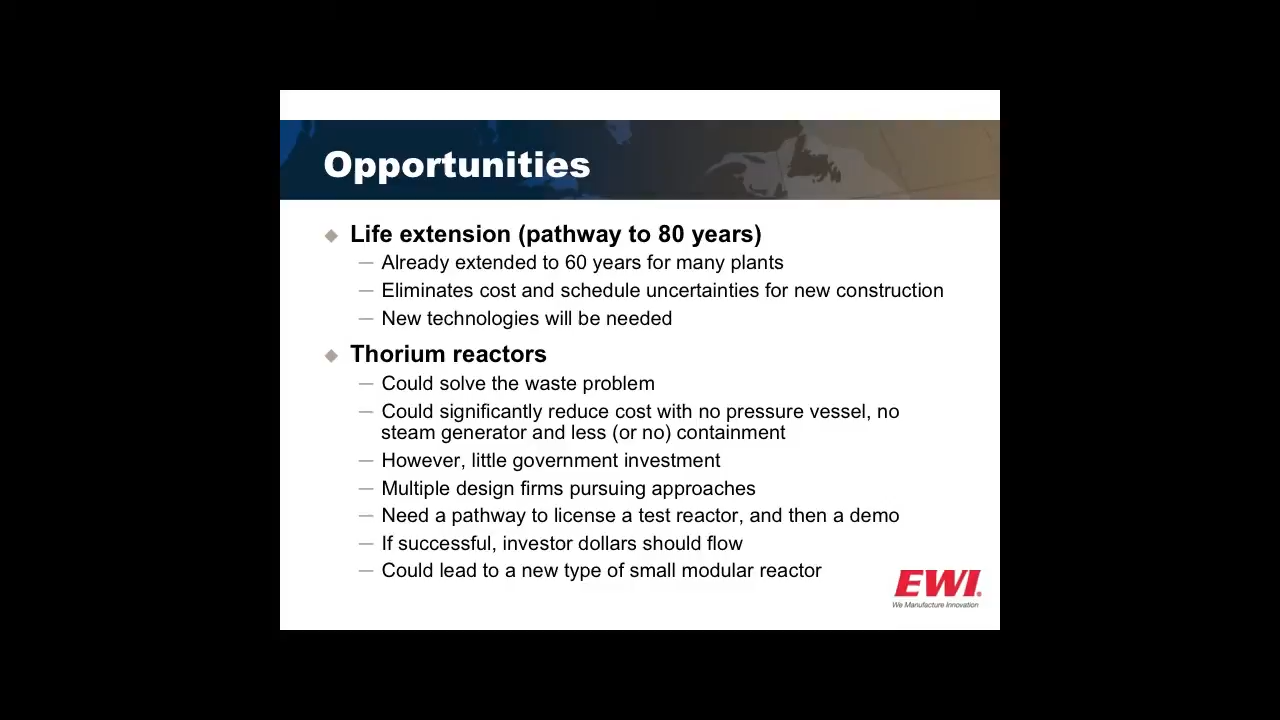 Opportunities
Life extension (pathway to 80 years)
— Already extended to 60 years for many plants
— Eliminates cost and schedule uncertainties for new construction
— New technologies will be needed
Thorium reactors
— Could solve the waste problem
— Could significantly reduce cost with no pressure vessel, no
steam generator and less (or no) containment
— However, little government investment
— Multiple design firms pursuing approaches
— Need a pathway to license a test reactor, and then a demo
— If successful, investor dollars should flow
— Could lead to a new type of small modular reactor
EWI®
We Manufacture Innovation